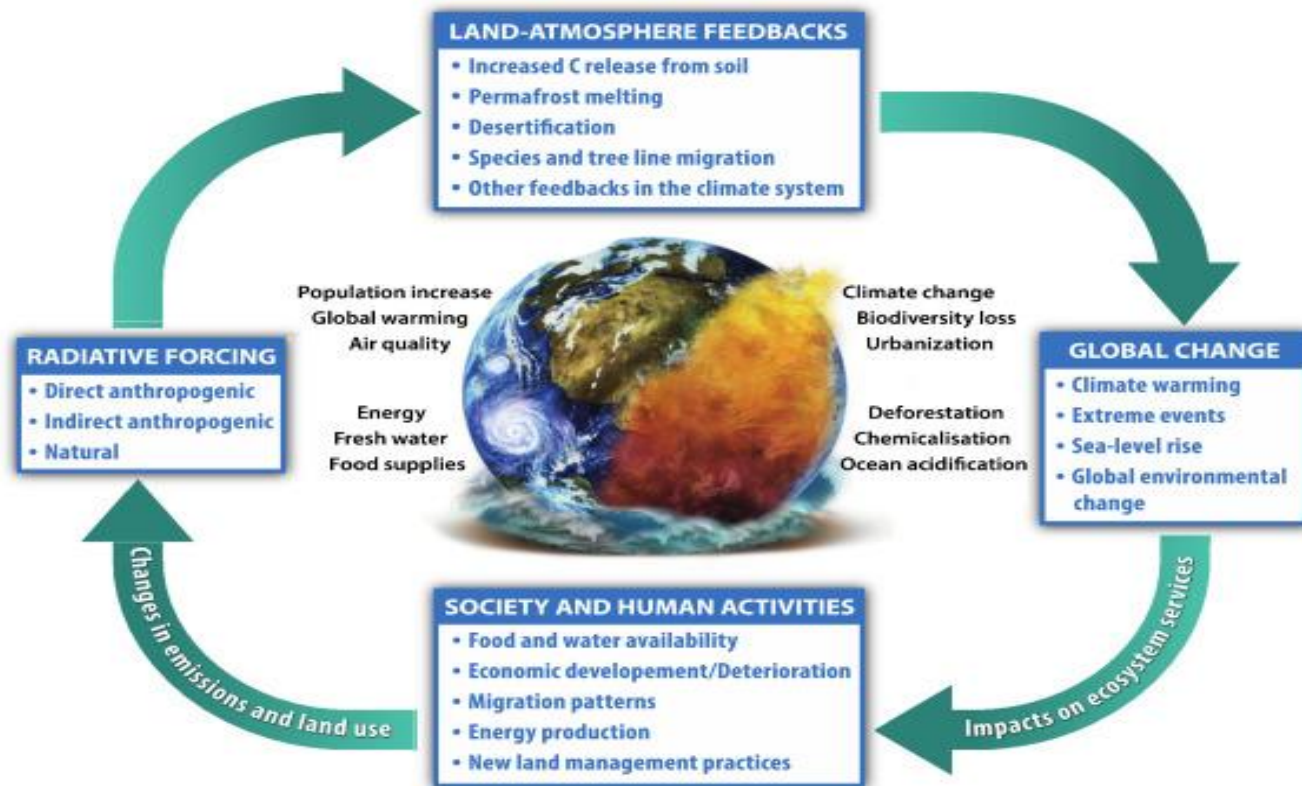 LAND-ATMOSPHERE FEEDBACKS
• Increased C release from soil
• Permafrost melting
• Desertification
• Species and tree line migration
• Other feedbacks in the climate system
Population increase
Global warming
Air quality
Climate change
Biodiversity loss
Urbanization
RADIATIVE FORCING
• Direct anthropogenic
• Indirect anthropogenic
• Natural
Energy
Fresh water
Food supplies
Deforestation
Chemicalisation
Ocean acidification
GLOBAL CHANGE
• Climate warming
• Extreme events
• Sea-level rise
• Global environmental
change
Changes in emissions and land use
SOCIETY AND HUMAN ACTIVITIES
• Food and water availability
• Economic developement/Deterioration
• Migration patterns
• Energy production
• New land management practices
Impacts on ecosystem services